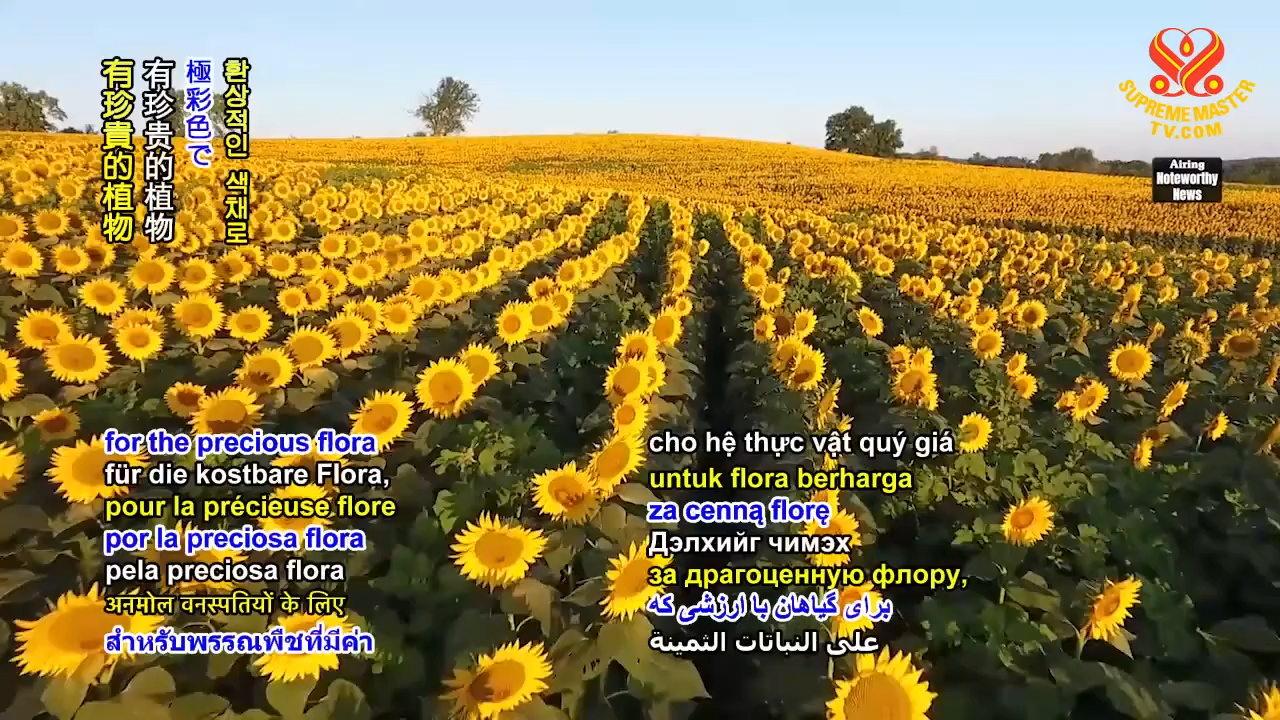 有珍貴的植物
有珍贵的植物
極彩色で
환상적인 색채로
SUPREME MASTER
TV.COM
Airing
Noteworthy
News
for the precious flora
für die kostbare Flora,
pour la précieuse flore
por la preciosa flora
pela preciosa flora
अनमोल वनस्पतियों के लिए
สำหรับพรรณพืชที่มีค่า
cho hệ thực vật quý giá
untuk flora berharga
za cenną florę
Дэлхийг чимэх
за драгоценную флору,
برای گیاهان با ارزشی که
على النباتات الثمينة